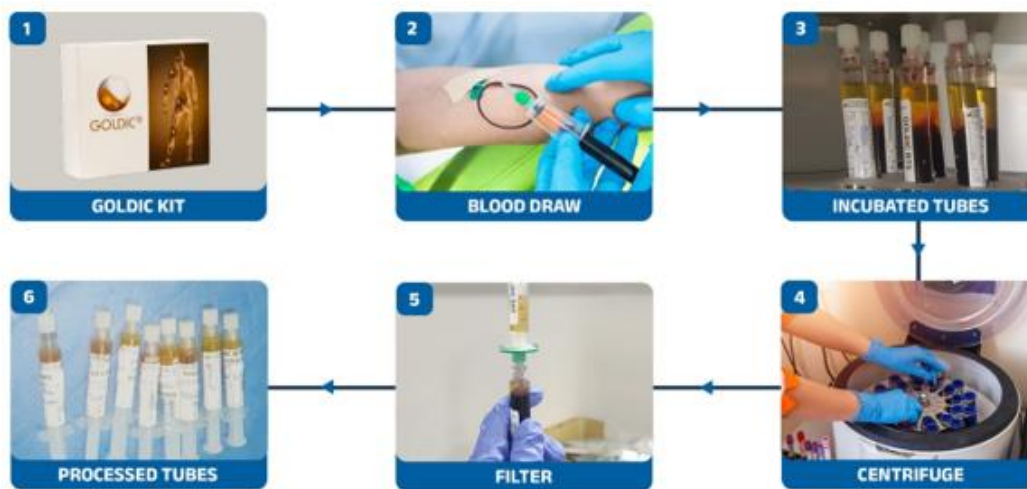 1
GOLDIC®
GOLDIC KIT
2
BLOOD DRAW
3
INCUBATED TUBES
4
CENTRIFUGE
5
FILTER
6
PROCESSED TUBES